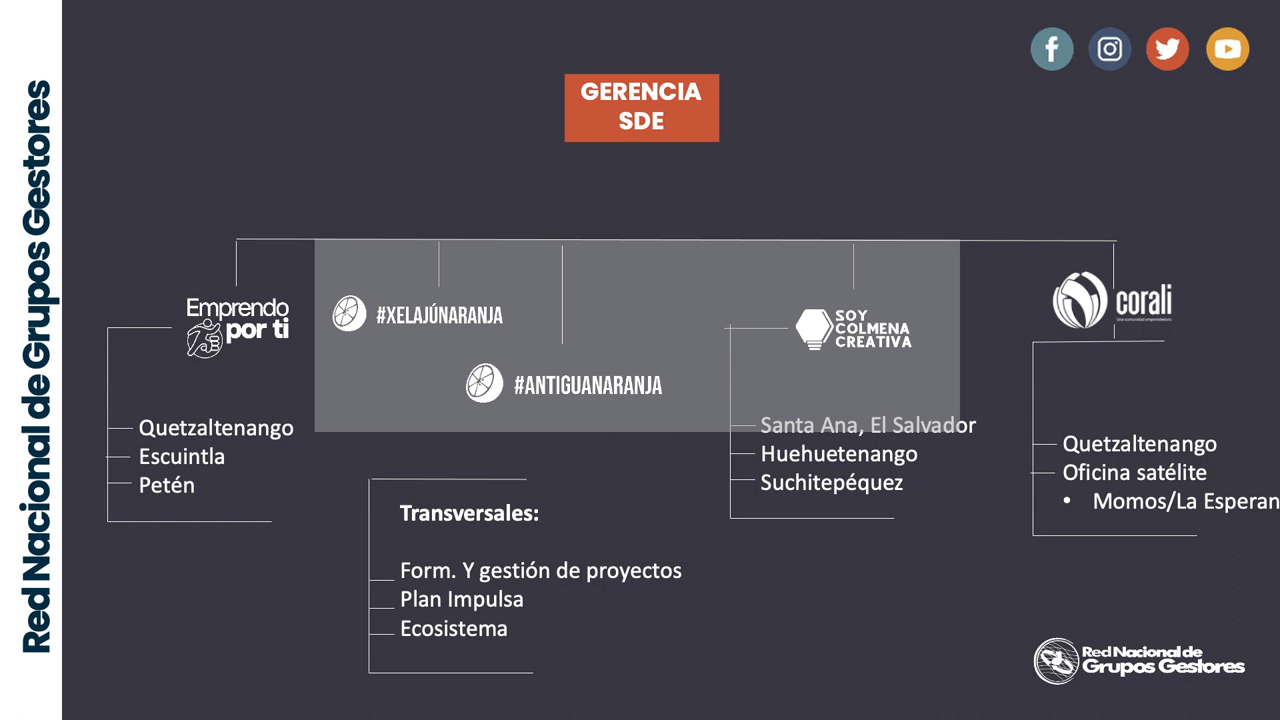 Red Nacional de Grupos Gestores
GERENCIA
SDE
Emprendo
por ti
#XELAJÚNARANJA
#ANTIGUANARANJA
SOY
COLMENA
CREATIVA
corali
Quetzaltenango
Escuintla
Petén
Transversales:
Form. Y gestión de proyectos
Plan Impulsa
Ecosistema
Santa Ana, El Salvador
Huehuetenango
Suchitepéquez
Quetzaltenango
Oficina satélite
• Momos/La Esperan
Red Nacional de
Grupos Gestores